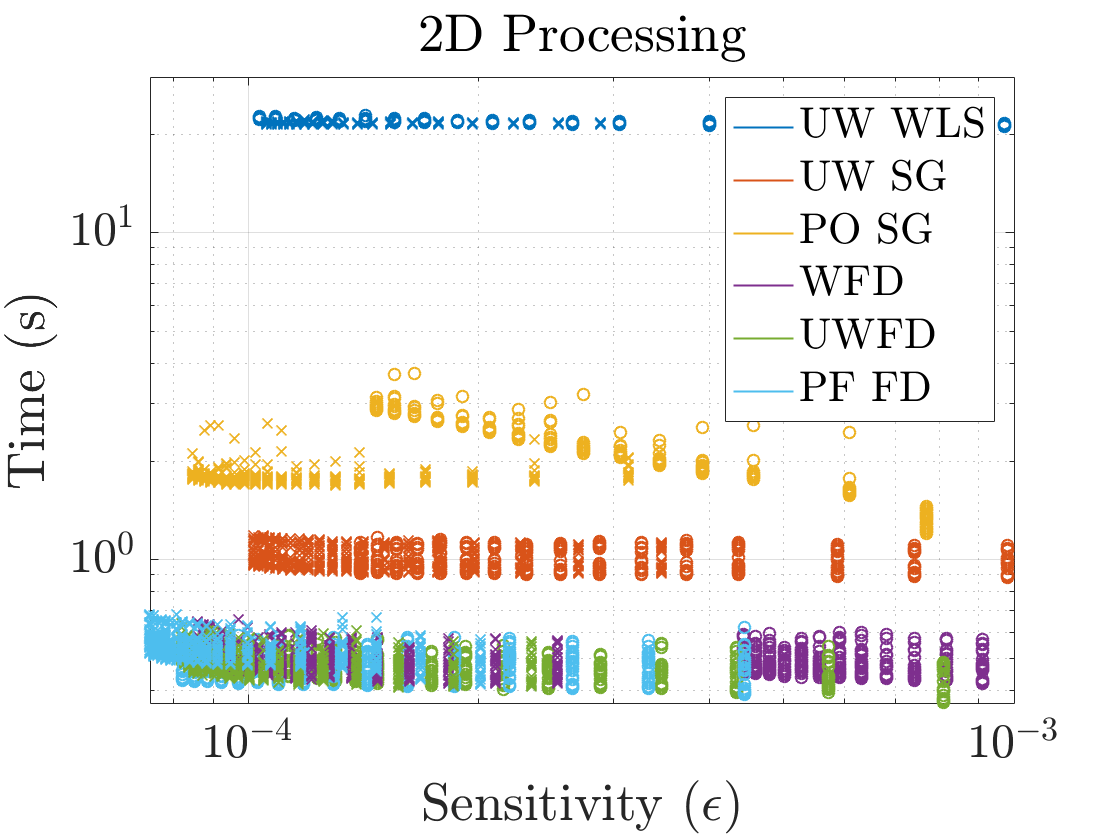 2D Processing
UW WLS
UW SG
PO SG
WFD
UWFD
PF FD
10¹
10⁰
Time (s)
10⁻⁴
10⁻³
Sensitivity (ϵ)